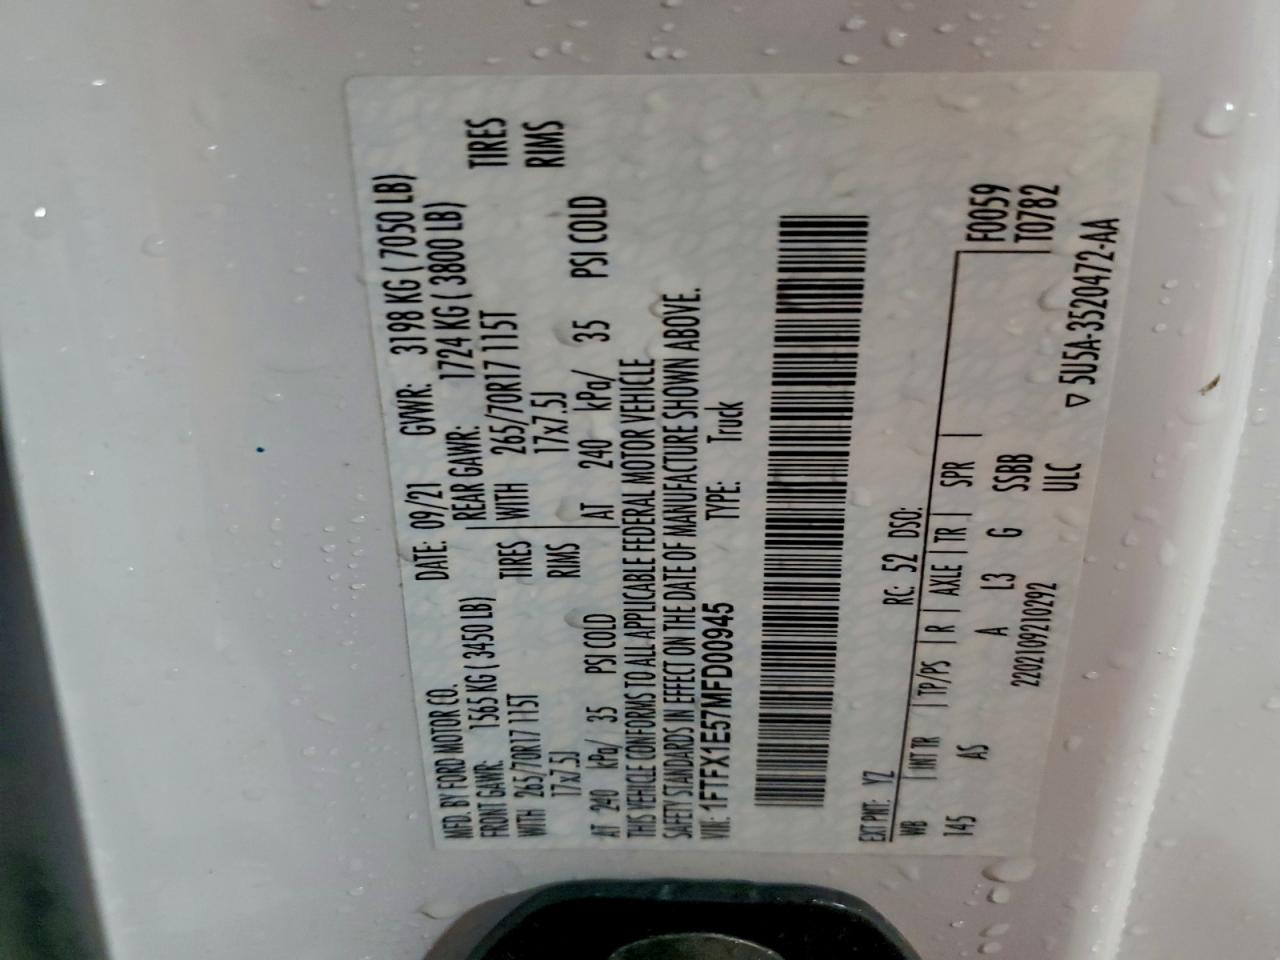 MFD. BY FORD MOTOR CO. DATE: 09/21 GVWR: 3198 KG ( 7050 LB)
FRONT GAWR: 1565 KG ( 3450 LB) REAR GAWR: 1724 KG ( 3800 LB)
WITH 265/70R17 115T TIRES WITH 265/70R17 115T TIRES
17x7.5J RIMS 17x7.5J RIMS
AT 240 kPa/ 35 PSI COLD AT 240 kPa/ 35 PSI COLD
THIS VEHICLE CONFORMS TO ALL APPLICABLE FEDERAL MOTOR VEHICLE
SAFETY STANDARDS IN EFFECT ON THE DATE OF MANUFACTURE SHOWN ABOVE.
VIN: 1FTFX1E57MFD00945 TYPE: Truck
EXT PNT: YZ RC: 52 DSO: F0059
WB INT TR TP/PS R AXLE TR SPR T07B2
145 AS A L3 G SSBB
2202109210292 ULC
▽ 5U5A-3520472-AA